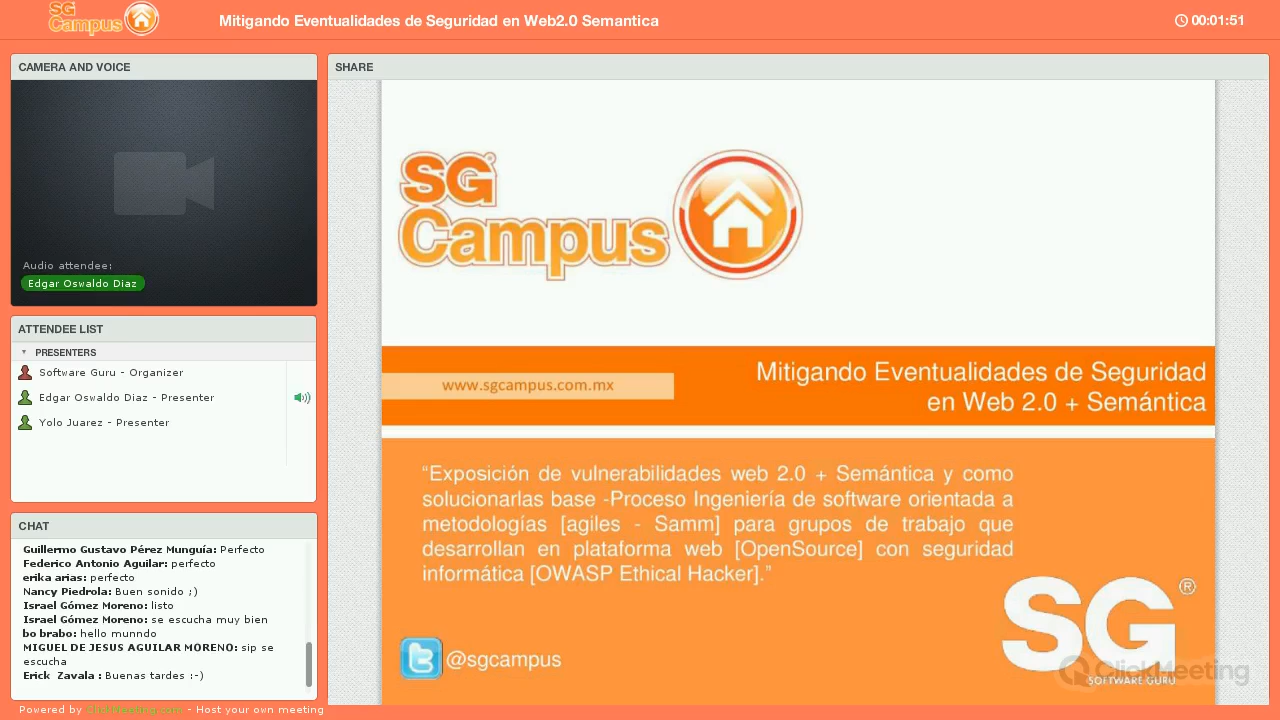 SG
Campus
Mitigando Eventualidades de Seguridad en Web2.0 Semantica
00:01:51
CAMERA AND VOICE
Audio attendee:
Edgar Oswaldo Diaz
ATTENDEE LIST
PRESENTERS
Software Guru - Organizer
Edgar Oswaldo Diaz - Presenter
Yolo Juarez - Presenter
CHAT
Guillermo Gustavo Pérez Munguía: Perfecto
Federico Antonio Aguilar: perfecto
erika arias: perfecto
Nancy Piedrola: Buen sonido ;)
Israel Gómez Moreno: listo
Israel Gómez Moreno: se escucha muy bien
bo brabo: hello munndo
MIGUEL DE JESUS AGUILAR MORENO: sip se
escucha
Erick Zavala : Buenas tardes :-)
Powered by ClickMeeting.com - Host your own meeting
SHARE
SG®
Campus
www.sgcampus.com.mx
Mitigando Eventualidades de Seguridad
en Web 2.0 + Semántica
“Exposición de vulnerabilidades web 2.0 + Semántica y como
solucionarlas base -Proceso Ingeniería de software orientada a
metodologías [agiles - Samm] para grupos de trabajo que
desarrollan en plataforma web [OpenSource] con seguridad
informática [OWASP Ethical Hacker].”
@sgcampus
SG®
SOFTWARE GURU
ClickMeeting